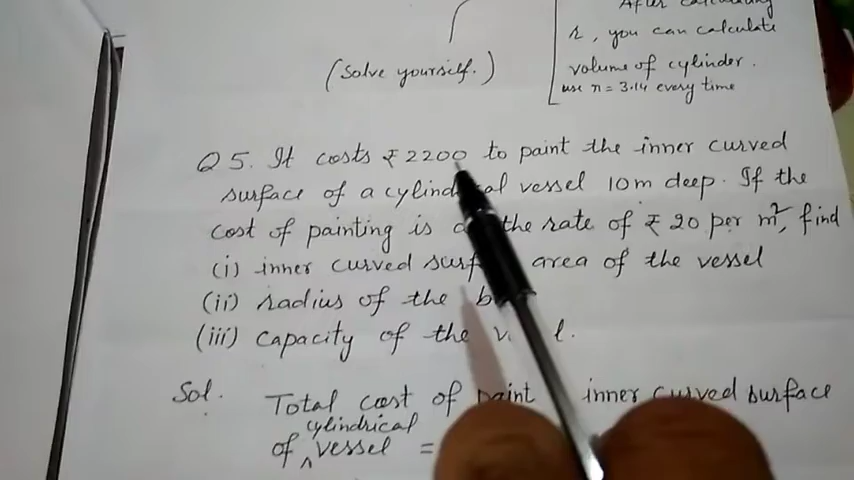 After calculating
r, you can calculate
volume of cylinder.
use π = 3.14 every time
(Solve yourself.)
Q 5. It costs ₹ 2200 to paint the inner curved
surface of a cylindrical vessel 10m deep. If the
cost of painting is the rate of ₹ 20 per m², find
(i) inner curved surf area of the vessel
(ii) radius of the b
(iii) capacity of the v l.
Sol. Total cost of paint inner curved surface
cylindrical
of ^ vessel =